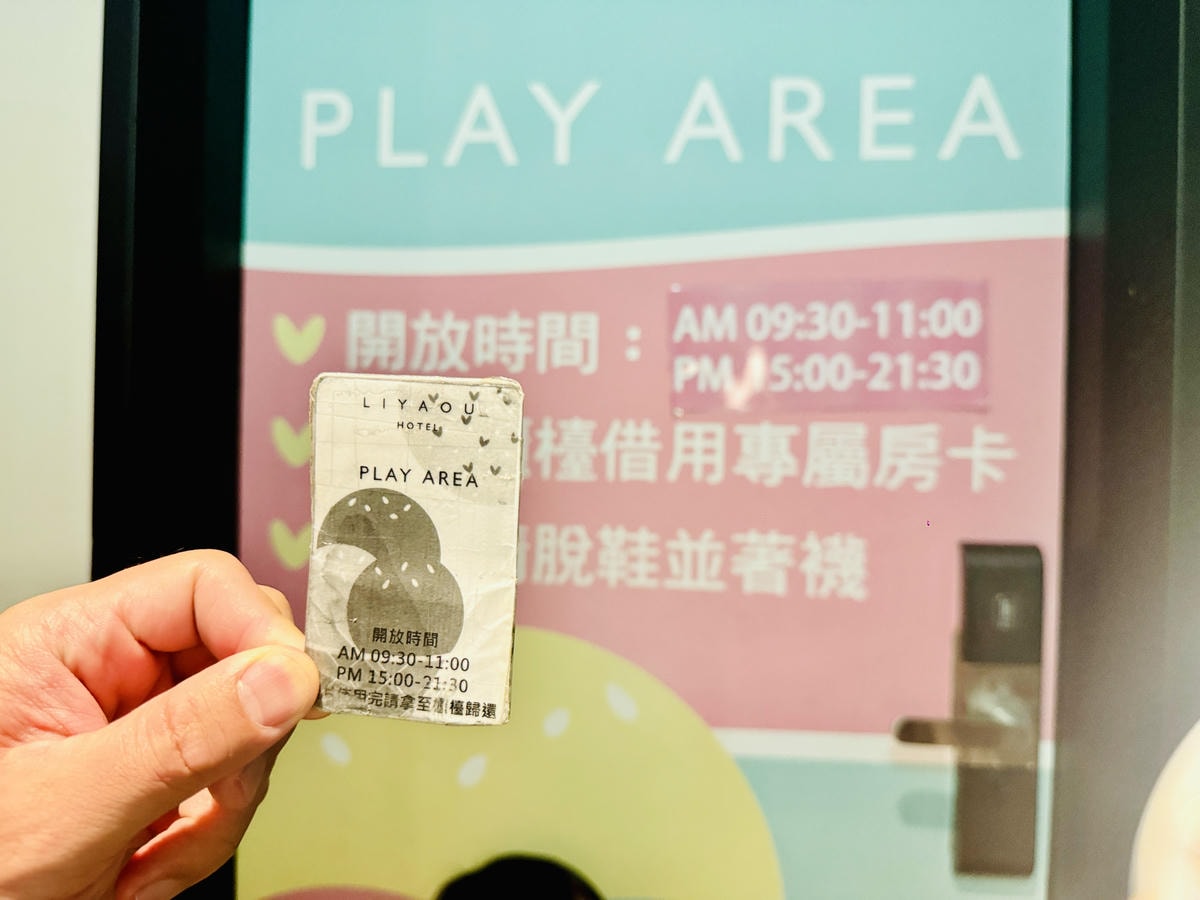 PLAY AREA
開放時間：
AM 09:30-11:00
PM 15:00-21:30
檯借用專屬房卡
脫鞋並著襪
LIYAOU
HOTEL
PLAY AREA
開放時間
AM 09:30-11:00
PM 15:00-21:30
使用完請拿至櫃檯歸還